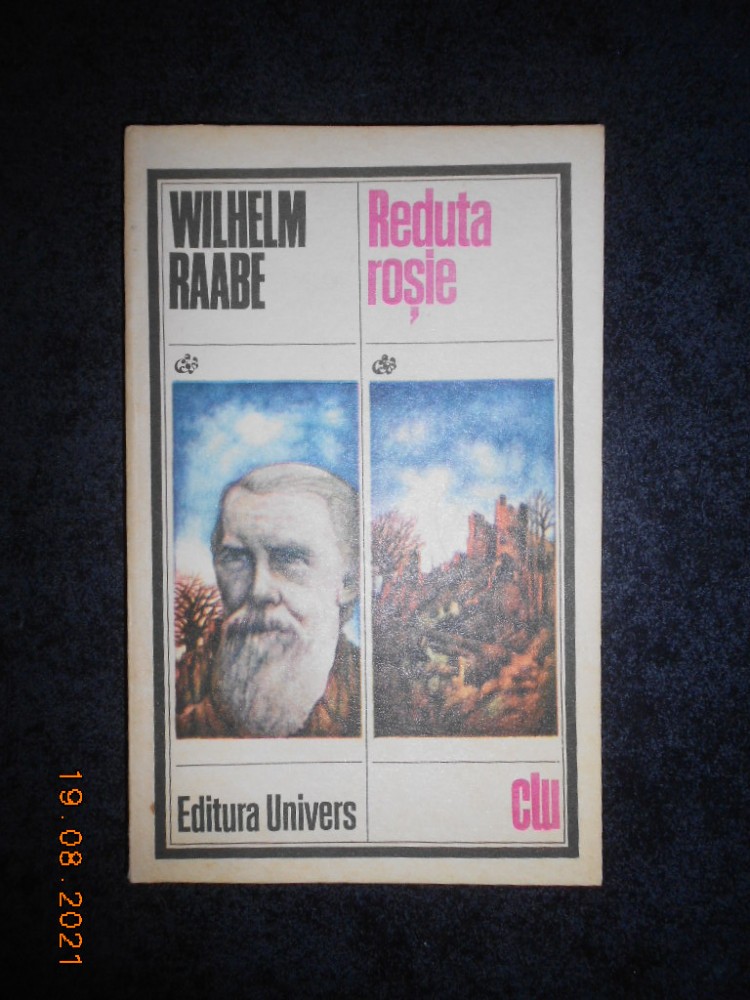 WILHELM
RAABE
Reduta
roșie
Editura Univers
clu
19.08.2021